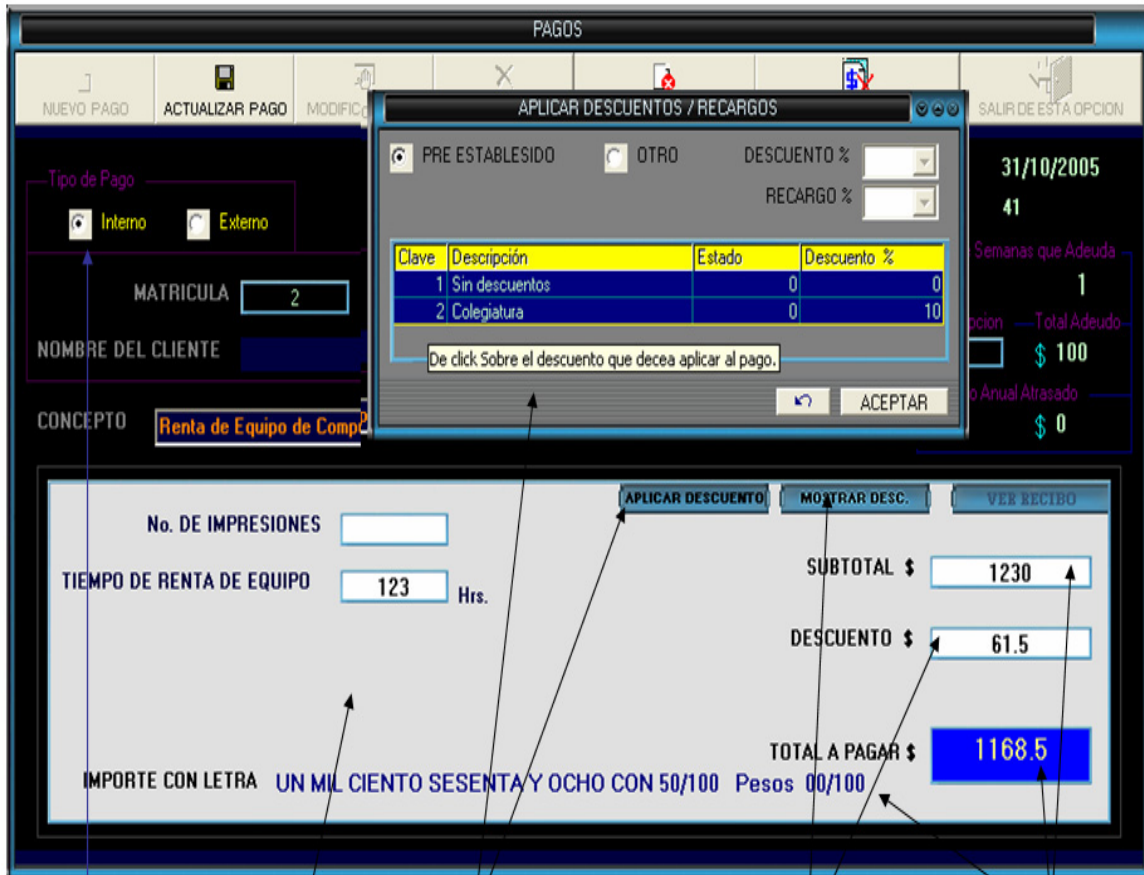 PAGOS
NUEVO PAGO
ACTUALIZAR PAGO
SALIR DE ESTA OPCION
APLICAR DESCUENTOS / RECARGOS
PRE ESTABLESIDO
OTRO
DESCUENTO %
RECARGO %
Clave Descripción Estado Descuento %
1 Sin descuentos 0 0
2 Colegiatura 0 10
De click Sobre el descuento que decea aplicar al pago.
ACEPTAR
31/10/2005
41
Tipo de Pago
Interno
Externo
MATRICULA 2
NOMBRE DEL CLIENTE
CONCEPTO Renta de Equipo de
Semanas que Adeuda
1
Total Adeudo
$ 100
Anual Atrasado
$ 0
APLICAR DESCUENTO
MOSTRAR DESC.
VER RECIBO
No. DE IMPRESIONES
TIEMPO DE RENTA DE EQUIPO 123 Hrs.
SUBTOTAL $ 1230
DESCUENTO $ 61.5
TOTAL A PAGAR $ 1168.5
IMPORTE CON LETRA UN MIL CIENTO SESENTA Y OCHO CON 50/100 Pesos 00/100